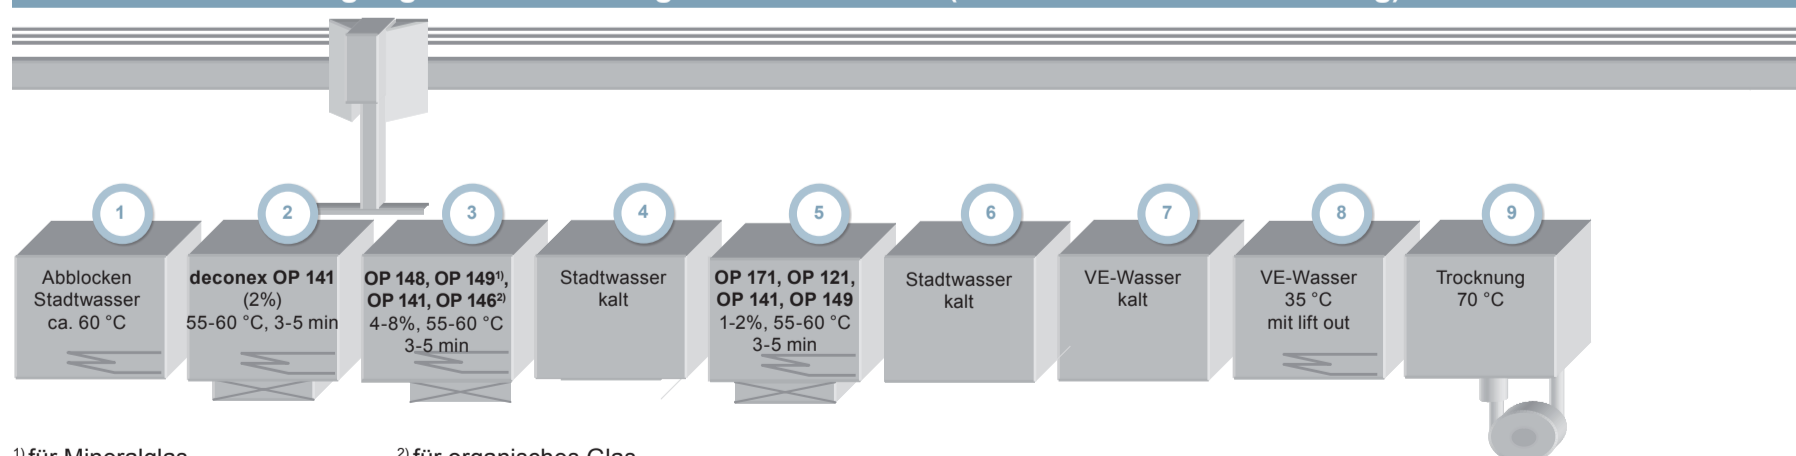 1
2
3
4
5
6
7
8
9
Abblocken
Stadtwasser
ca. 60 °C
deconex OP 141
(2%)
55-60 °C, 3-5 min
OP 148, OP 149¹⁾,
OP 141, OP 146²⁾
4-8%, 55-60 °C
3-5 min
Stadtwasser
kalt
OP 171, OP 121,
OP 141, OP 149
1-2%, 55-60 °C
3-5 min
Stadtwasser
kalt
VE-Wasser
kalt
VE-Wasser
35 °C
mit lift out
Trocknung
70 °C
¹⁾ für Mineralglas
²⁾ für organisches Glas